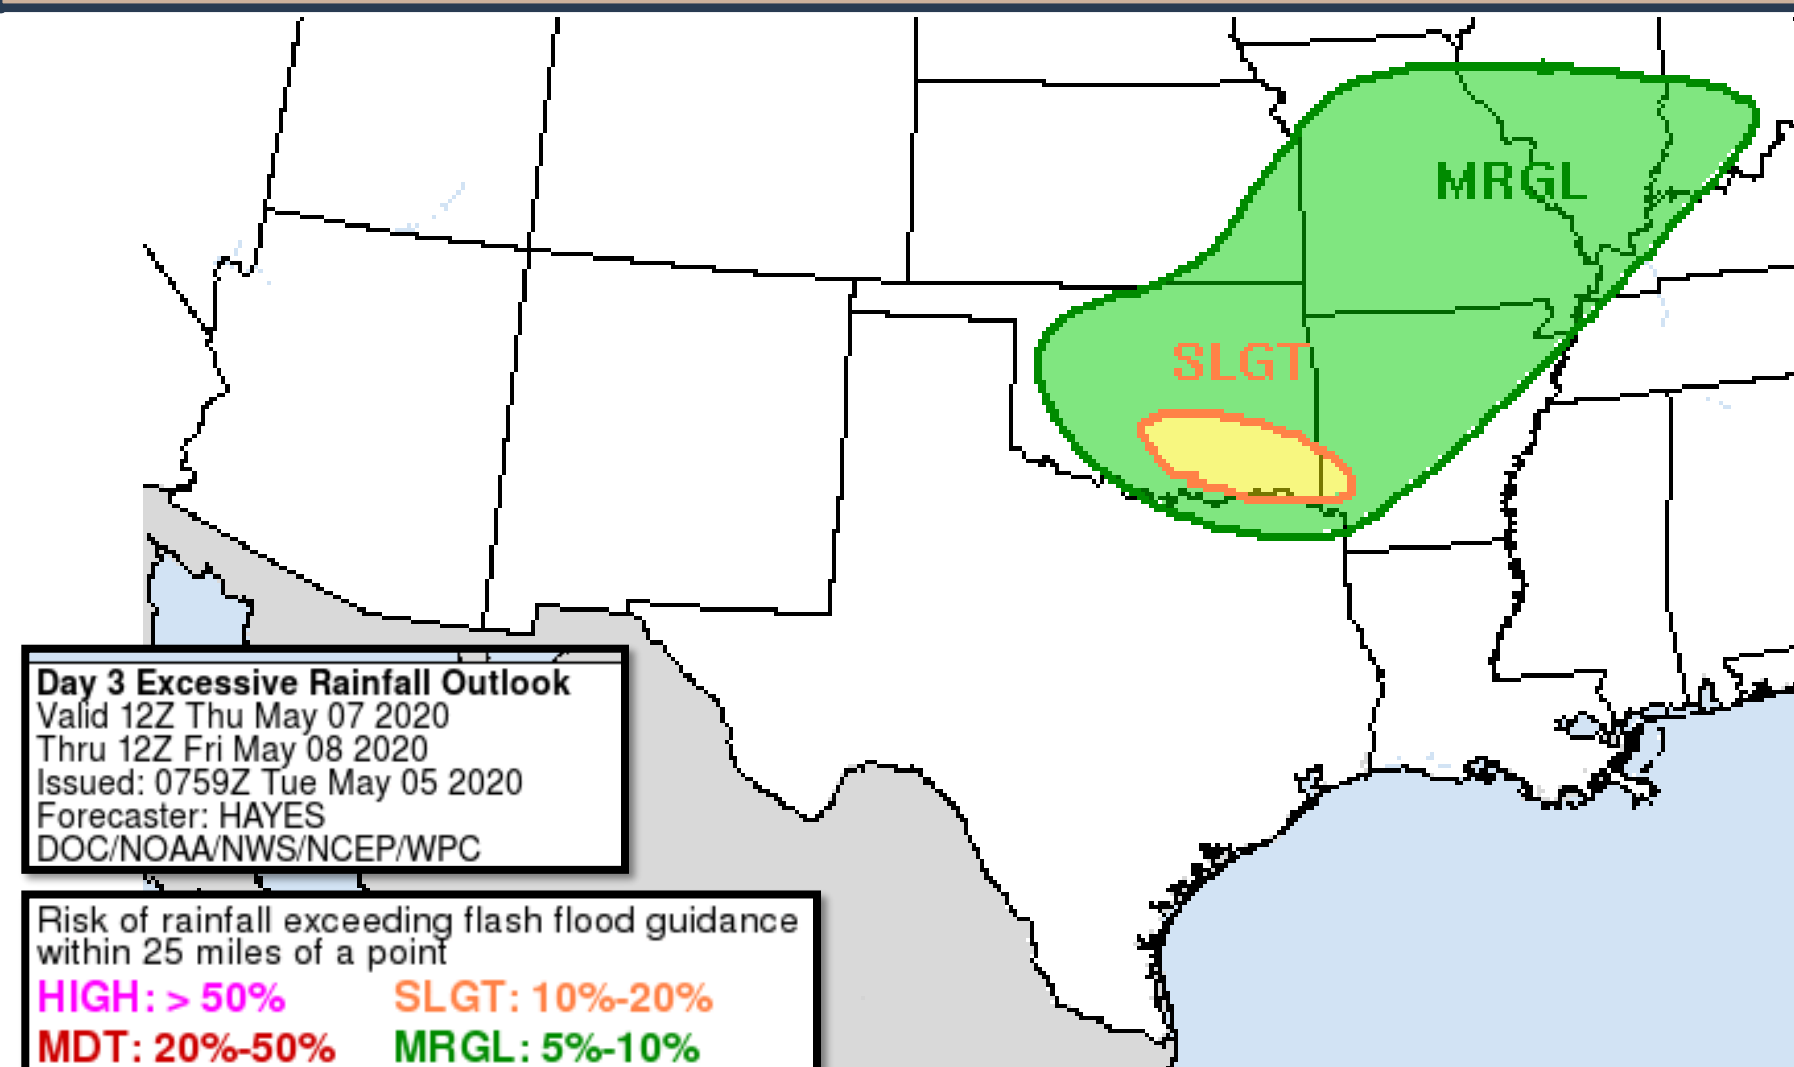 MRGL
SLGT
Day 3 Excessive Rainfall Outlook
Valid 12Z Thu May 07 2020
Thru 12Z Fri May 08 2020
Issued: 0759Z Tue May 05 2020
Forecaster: HAYES
DOC/NOAA/NWS/NCEP/WPC
Risk of rainfall exceeding flash flood guidance
within 25 miles of a point
HIGH: > 50% SLGT: 10%-20%
MDT: 20%-50% MRGL: 5%-10%